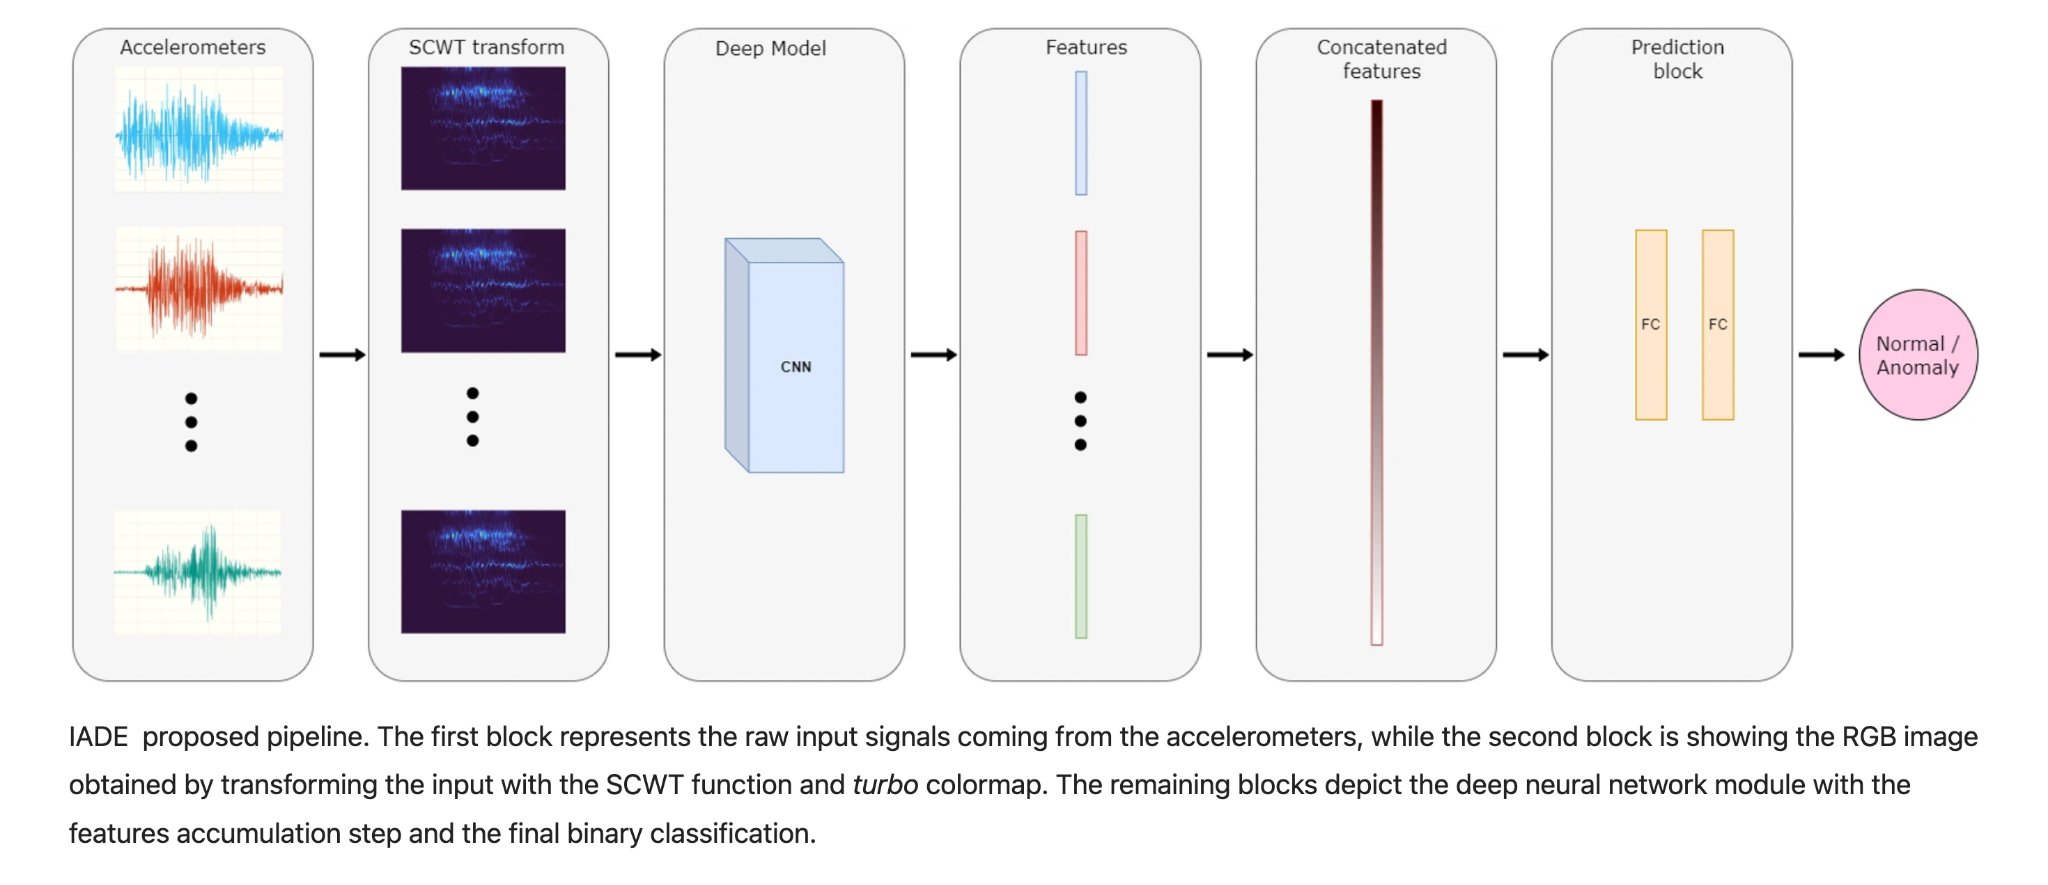 Accelerometers
SCWT transform
Deep Model
Features
Concatenated
features
Prediction
block
CNN
FC
FC
Normal /
Anomaly
IADE  proposed pipeline. The first block represents the raw input signals coming from the accelerometers, while the second block is showing the RGB image
obtained by transforming the input with the SCWT function and turbo colormap. The remaining blocks depict the deep neural network module with the
features accumulation step and the final binary classification.